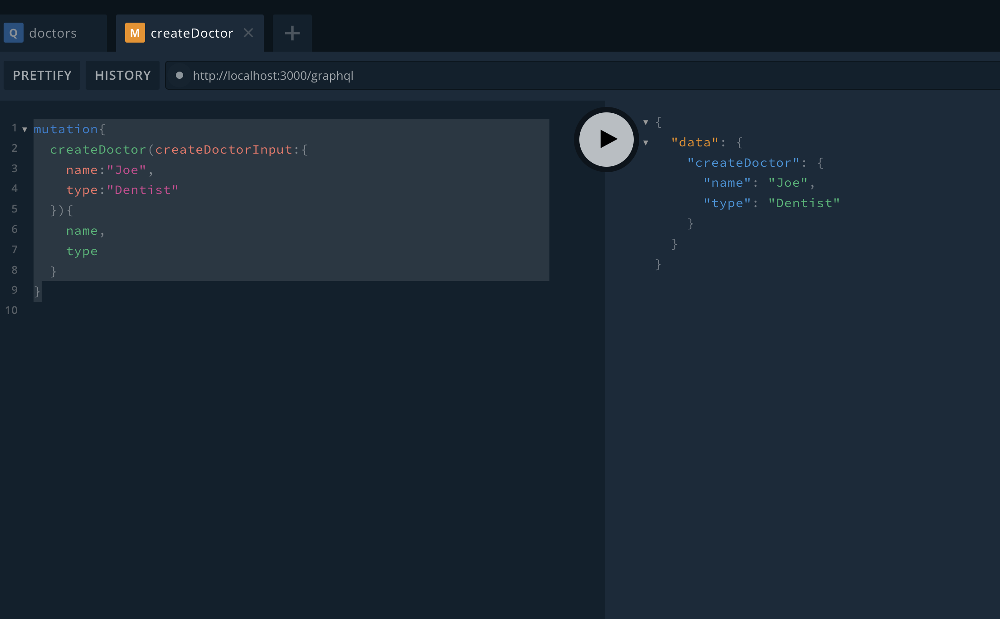 Q doctors M createDoctor
PRETTIFY HISTORY http://localhost:3000/graphql
1 mutation{
2 createDoctor(createDoctorInput:{
3 name:"Joe",
4 type:"Dentist"
5 }){
6 name,
7 type
8 }
9 }
10
{
"data": {
"createDoctor": {
"name": "Joe",
"type": "Dentist"
}
}
}